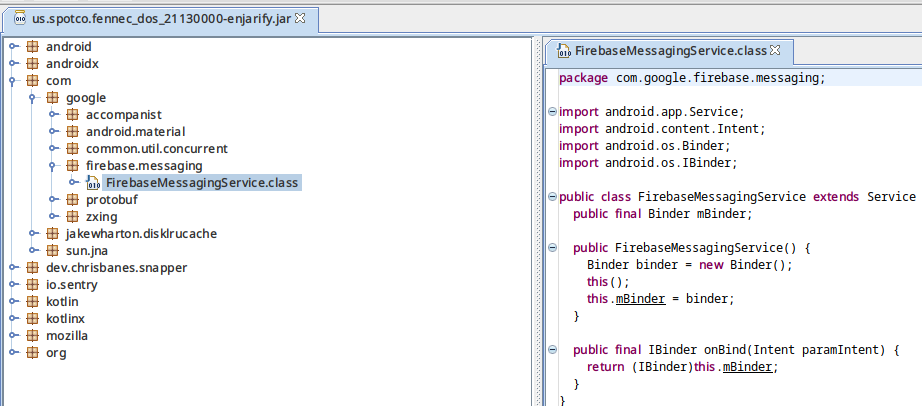 us.spotco.fennec_dos_21130000-enjarify.jar
android
androidx
com
google
accompanist
android.material
common.util.concurrent
firebase.messaging
FirebaseMessagingService.class
protobuf
zxing
jakewharton.disklrucache
sun.jna
dev.chrisbanes.snapper
io.sentry
kotlin
kotlinx
mozilla
org
FirebaseMessagingService.class
package com.google.firebase.messaging;
import android.app.Service;
import android.content.Intent;
import android.os.Binder;
import android.os.IBinder;
public class FirebaseMessagingService extends Service
public final Binder mBinder;
public FirebaseMessagingService() {
Binder binder = new Binder();
this();
this.mBinder = binder;
}
public final IBinder onBind(Intent paramIntent) {
return (IBinder)this.mBinder;
}
}